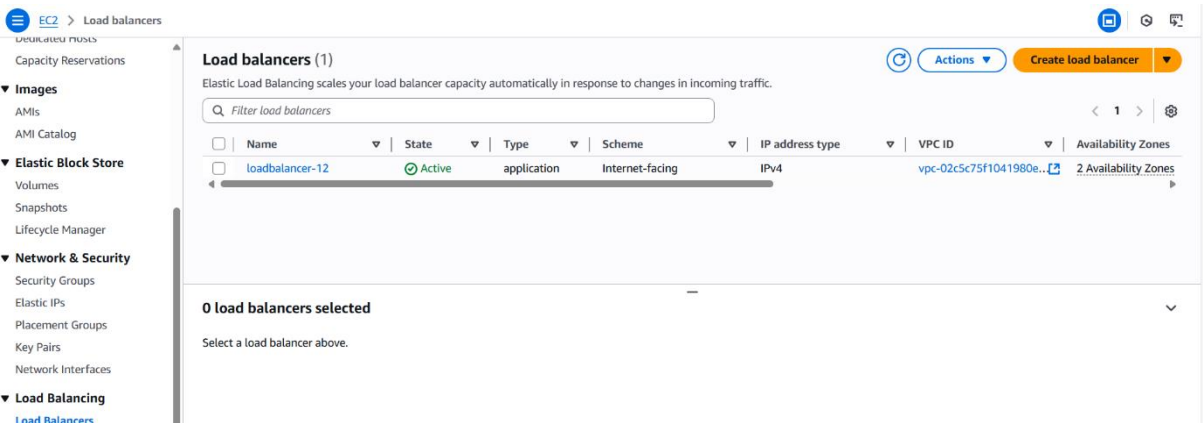 EC2 > Load balancers
Dedicated Hosts
Capacity Reservations
Images
AMIs
AMI Catalog
Elastic Block Store
Volumes
Snapshots
Lifecycle Manager
Network & Security
Security Groups
Elastic IPs
Placement Groups
Key Pairs
Network Interfaces
Load Balancing
Load Balancers
Load balancers (1)
Actions
Create load balancer
Elastic Load Balancing scales your load balancer capacity automatically in response to changes in incoming traffic.
Filter load balancers
< 1 >
Name State Type Scheme IP address type VPC ID Availability Zones
loadbalancer-12 Active application Internet-facing IPv4 vpc-02c5c75f1041980e... 2 Availability Zones
0 load balancers selected
Select a load balancer above.